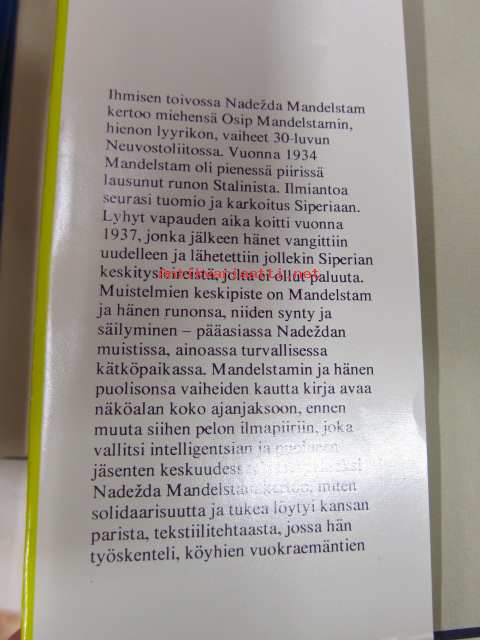 Ihmisen toivossa Nadežda Mandelstam
kertoo miehensä Osip Mandelstamin,
hienon lyyrikon, vaiheet 30-luvun
Neuvostoliitossa. Vuonna 1934
Mandelstam oli pienessä piirissä
lausunut runon Stalinista. Ilmiantoa
seurasi tuomio ja karkoitus Siperiaan.
Lyhyt vapauden aika koitti vuonna
1937, jonka jälkeen hänet vangittiin
uudelleen ja lähetettiin jollekin Siperian
keskitysleireistä, jolta ei ollut paluuta.
Muistelmien keskipiste on Mandelstam
ja hänen runonsa, niiden synty ja
säilyminen – pääasiassa Nadeždan
muistissa, ainoassa turvallisessa
kätköpaikassa. Mandelstamin ja hänen
puolisonsa vaiheiden kautta kirja avaa
näköalan koko ajanjaksoon, ennen
muuta siihen pelon ilmapiiriin, joka
vallitsi intelligentsian ja puolueen
jäsenten keskuudessa
Nadežda Mandelstam kertoo, miten
solidaarisuutta ja tukea löytyi kansan
parista, tekstiilitehtaasta, jossa hän
työskenteli, köyhien vuokraemäntien